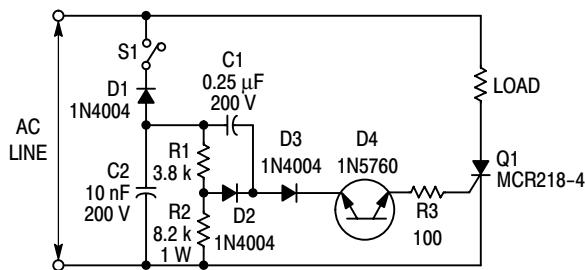 S1
C1
0.25 µF
200 V
D1
1N4004
LOAD
AC
LINE
D3
1N4004
D4
1N5760
Q1
MCR218-4
R1
3.8 k
C2
10 nF
200 V
D2
1N4004
R2
8.2 k
1 W
R3
100